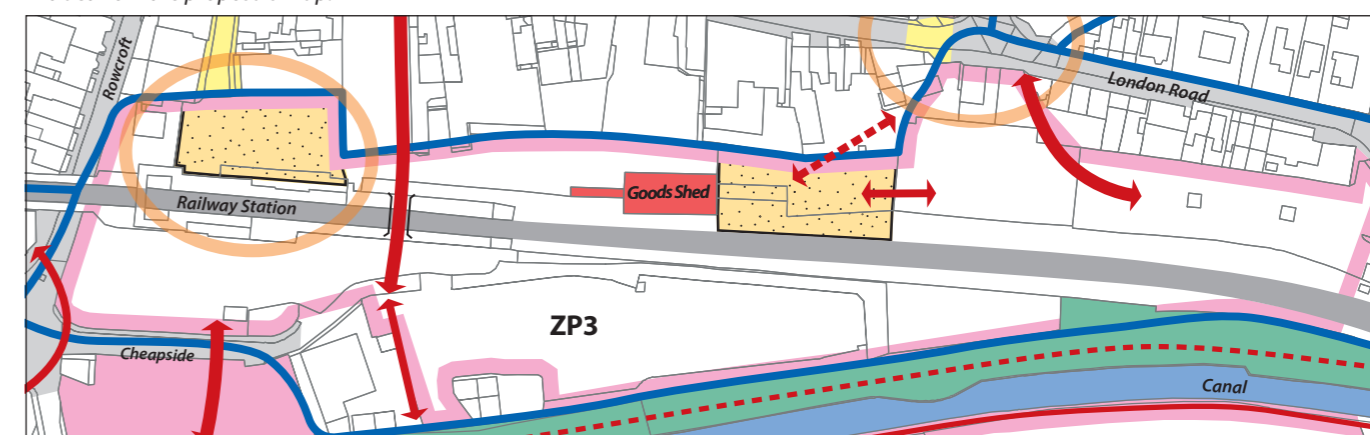 Rowcroft
London Road
Goods Shed
Railway Station
ZP3
Cheapside
Canal